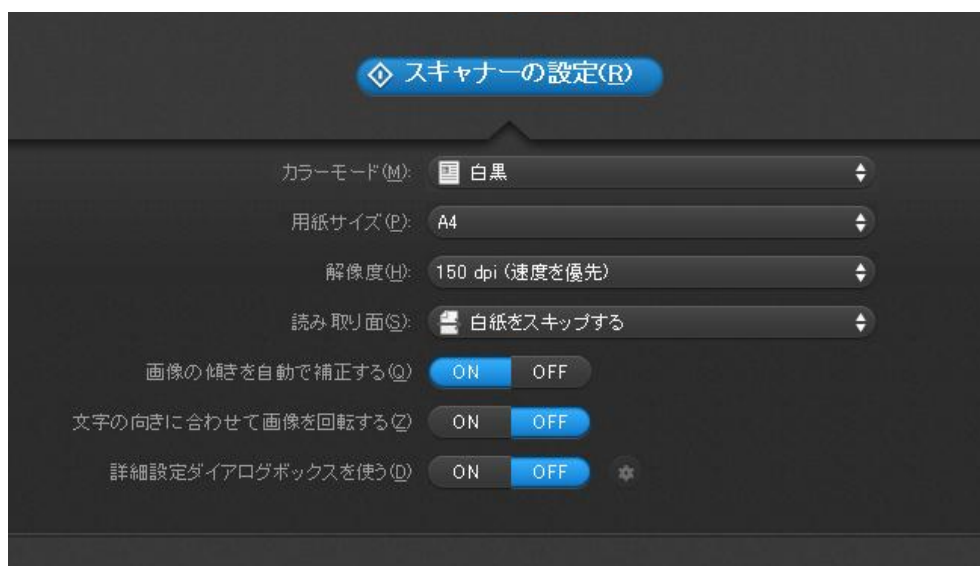 スキャナーの設定(R)
カラーモード(M): 白黒
用紙サイズ(P): A4
解像度(H): 150 dpi (速度を優先)
読み取り面(S): 白紙をスキップする
画像の傾きを自動で補正する(Q) ON OFF
文字の向きに合わせて画像を回転する(Z) ON OFF
詳細設定ダイアログボックスを使う(D) ON OFF